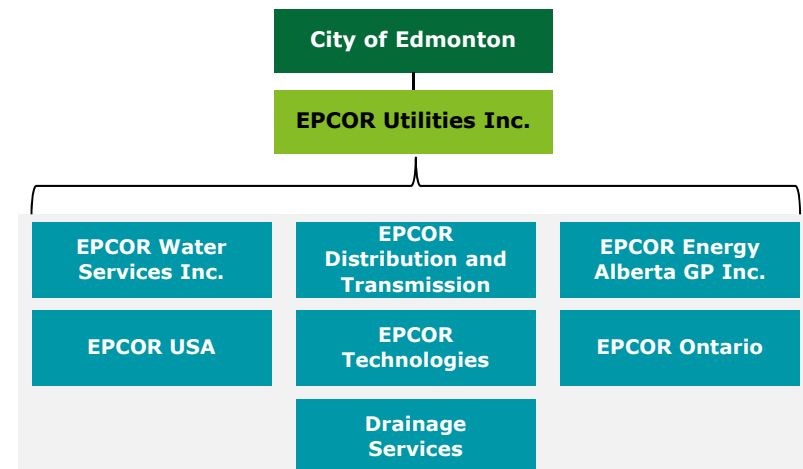 City of Edmonton
EPCOR Utilities Inc.
EPCOR Water
Services Inc.
EPCOR
Distribution and
Transmission
EPCOR Energy
Alberta GP Inc.
EPCOR USA
EPCOR
Technologies
EPCOR Ontario
Drainage
Services